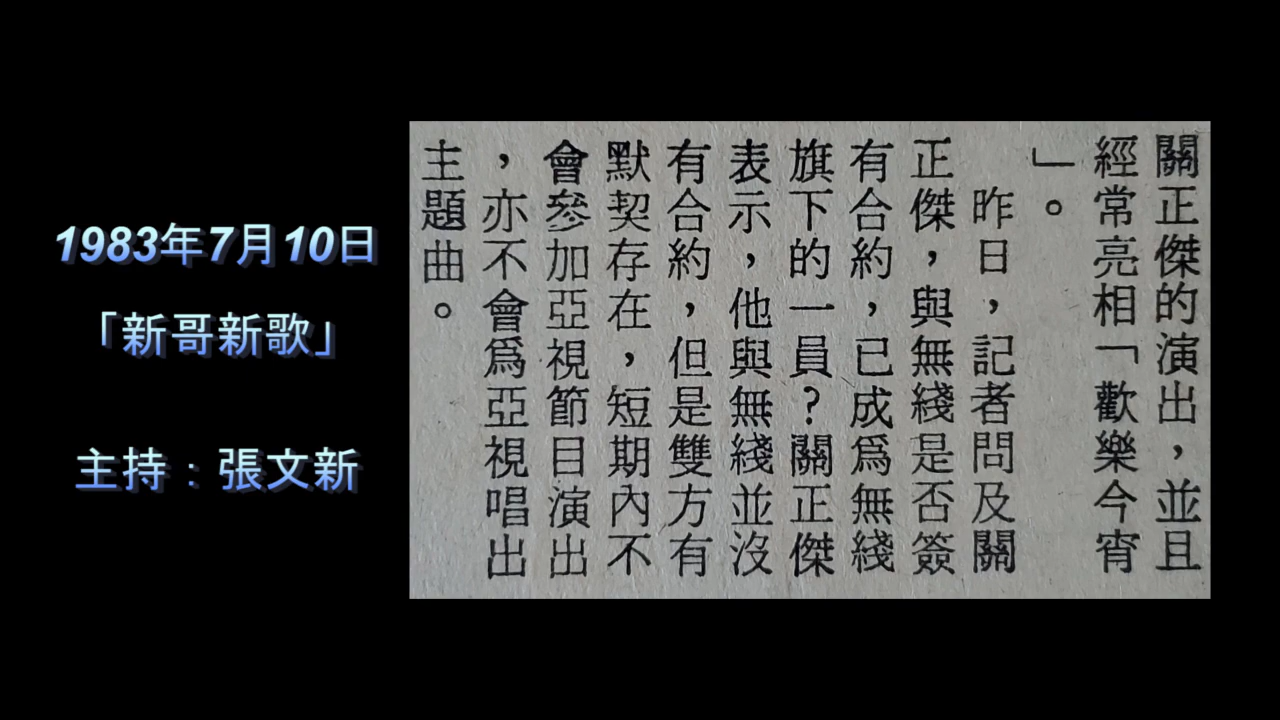 1983年7月10日
「新哥新歌」
主持：張文新
關正傑的演出，並且
經常亮相「歡樂今宵
」。
昨日，記者問及關
正傑，與無綫是否簽
有合約，已成爲無綫
旗下的一員？關正傑
表示，他與無綫並沒
有合約，但是雙方有
默契存在，短期內不
會參加亞視節目演出
，亦不會爲亞視唱出
主題曲。